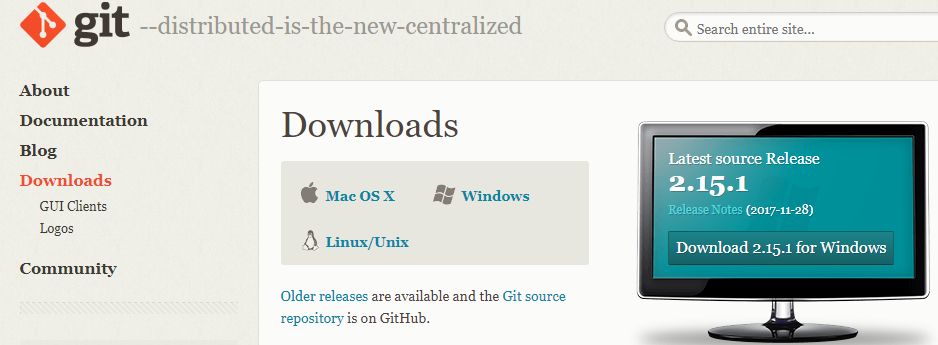 git --distributed-is-the-new-centralized
Search entire site...
About
Documentation
Blog
Downloads
GUI Clients
Logos
Community
Downloads
Mac OS X
Windows
Linux/Unix
Older releases are available and the Git source
repository is on GitHub.
Latest source Release
2.15.1
Release Notes (2017-11-28)
Download 2.15.1 for Windows